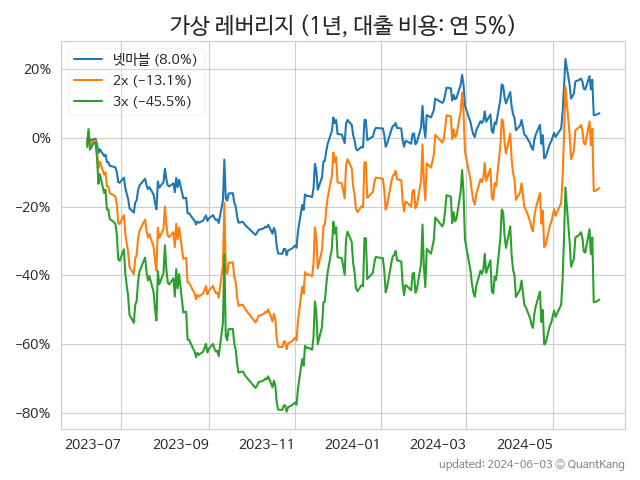 가상 레버리지 (1년, 대출 비용: 연 5%)
넷마블 (8.0%)
2x (−13.1%)
3x (−45.5%)
20%
0%
−20%
−40%
−60%
−80%
2023-07 2023-09 2023-11 2024-01 2024-03 2024-05
updated: 2024-06-03 © QuantKang